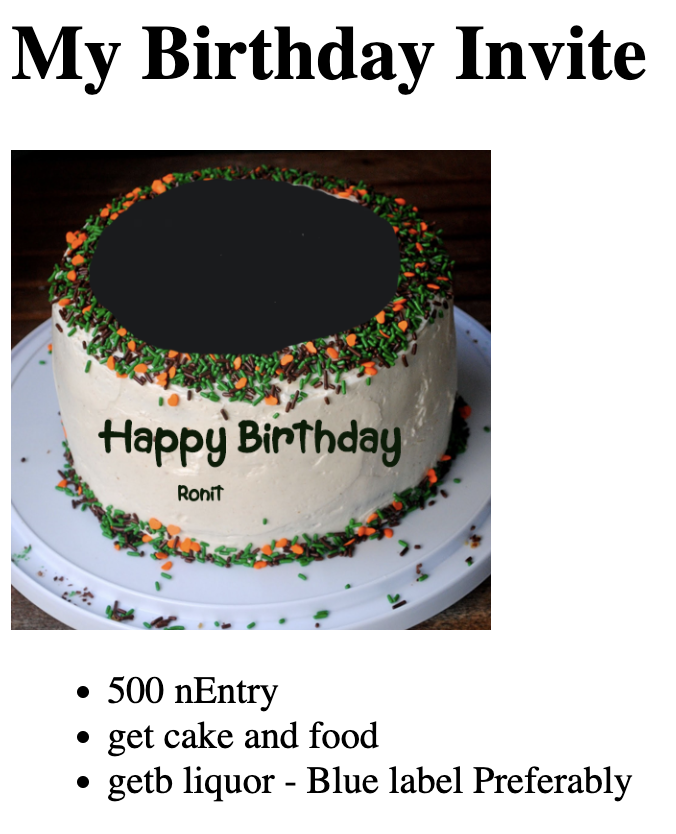 My Birthday Invite
Happy Birthday
Ronit
500 nEntry
get cake and food
getb liquor - Blue label Preferably